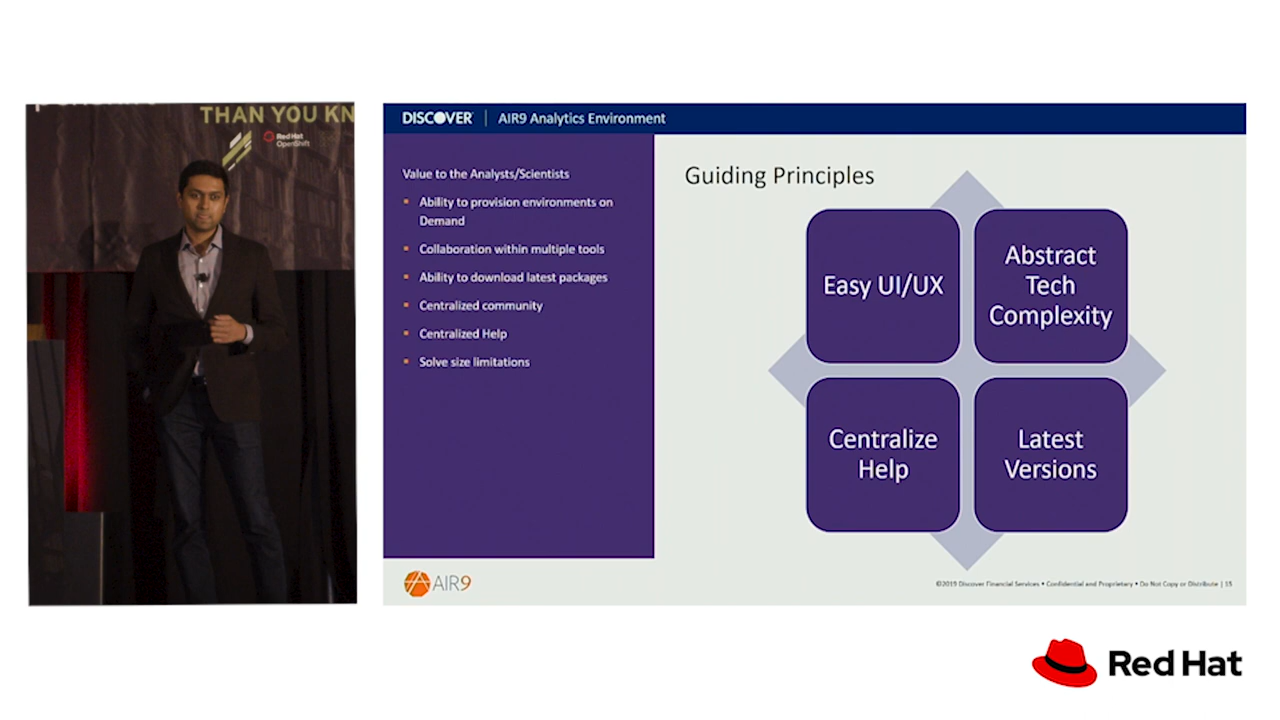 THAN YOU KN
Red Hat
OpenShift
DISCOVER | AIR9 Analytics Environment
Value to the Analysts/Scientists
▪ Ability to provision environments on
Demand
▪ Collaboration within multiple tools
▪ Ability to download latest packages
▪ Centralized community
▪ Centralized Help
▪ Solve size limitations
Guiding Principles
Easy UI/UX
Abstract
Tech
Complexity
Centralize
Help
Latest
Versions
AIR9
©2019 Discover Financial Services • Confidential and Proprietary • Do Not Copy or Distribute | 15
Red Hat